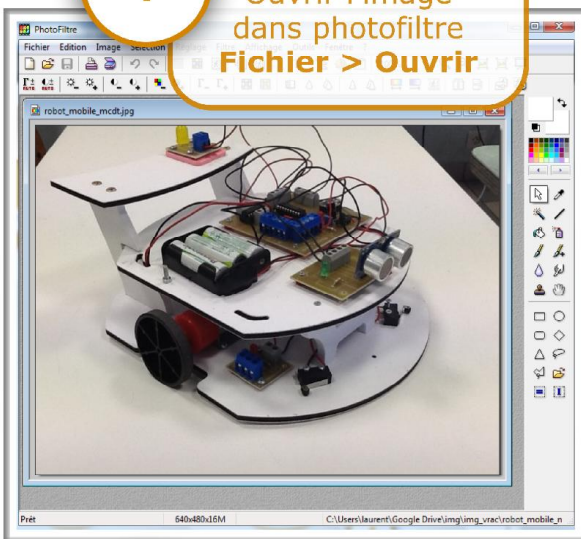 Ouvrir l'image
dans photofiltre
Fichier > Ouvrir
PhotoFiltre
Fichier Edition Image Sélection
robot_mobile_mcdt.jpg
Prêt
640x480x16M
C:\Users\laurent\Google Drive\img\img_vrac\robot_mobile_n